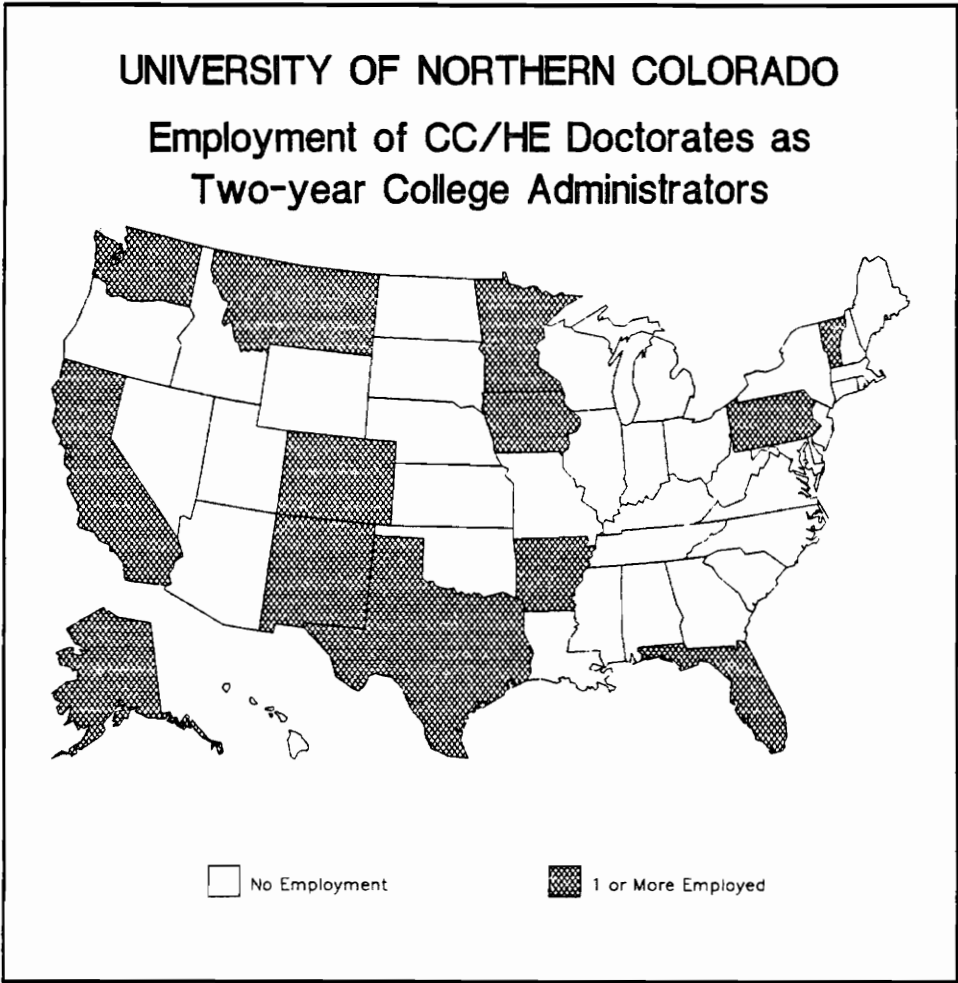 UNIVERSITY OF NORTHERN COLORADO
Employment of CC/HE Doctorates as
Two-year College Administrators
No Employment
1 or More Employed